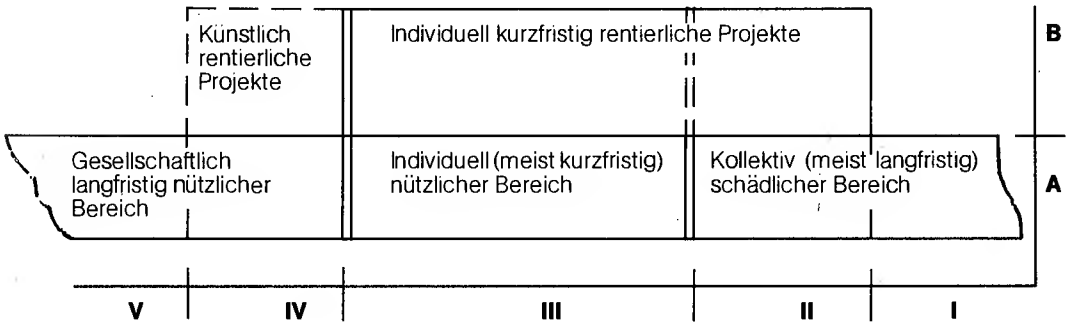 Künstlich
rentierliche
Projekte
Individuell kurzfristig rentierliche Projekte
B
Gesellschaftlich
langfristig nützlicher
Bereich
Individuell (meist kurzfristig)
nützlicher Bereich
Kollektiv (meist langfristig)
schädlicher Bereich
A
V IV III II I